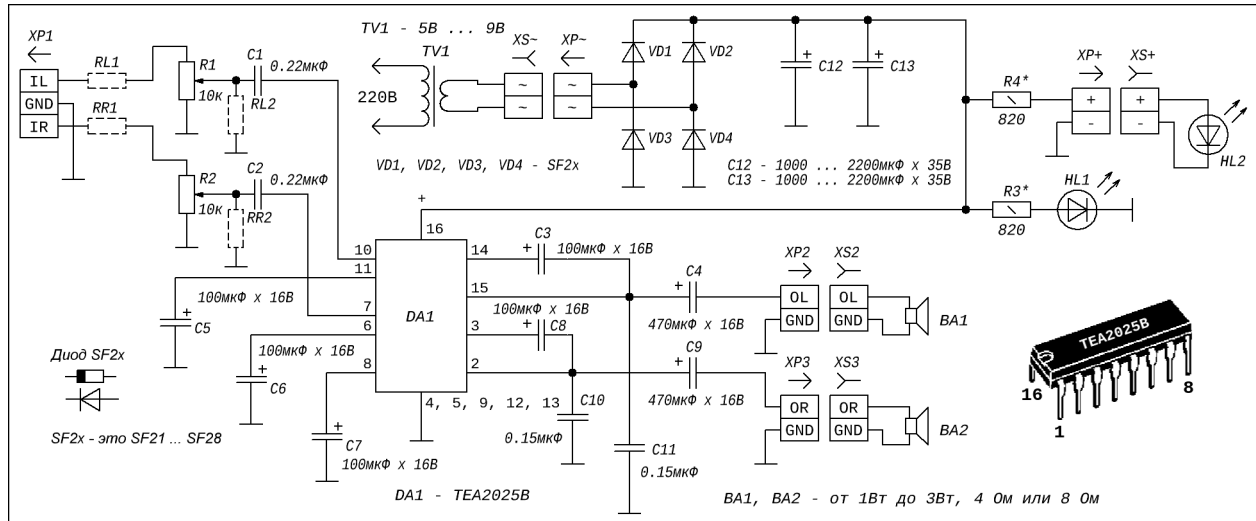 XP1
IL
GND
IR
RL1
RR1
R1
10к
C1
0.22мкФ
RL2
R2
10к
C2
0.22мкФ
RR2
TV1 - 5В ... 9В
TV1
220В
XS~
XP~
~
~
~
~
VD1
VD2
VD3
VD4
VD1, VD2, VD3, VD4 - SF2x
C12
C13
C12 - 1000 ... 2200мкФ x 35В
C13 - 1000 ... 2200мкФ x 35В
R4*
820
XP+
XS+
+
-
+
-
HL2
R3*
820
HL1
+
16
10
11
7
6
8
14
15
3
2
DA1
4, 5, 9, 12, 13
+
C3
100мкФ x 16В
+
C4
470мкФ x 16В
100мкФ x 16В
+
C8
+
C9
470мкФ x 16В
100мкФ x 16В
+
C5
100мкФ x 16В
+
C6
+
C7
100мкФ x 16В
C10
0.15мкФ
C11
0.15мкФ
XP2
XS2
OL
GND
OL
GND
BA1
XP3
XS3
OR
GND
OR
GND
BA2
Диод SF2x
SF2x - это SF21 ... SF28
DA1 - TEA2025B
BA1, BA2 - от 1Вт до 3Вт, 4 Ом или 8 Ом
TEA2025B
16
8
1
+
+